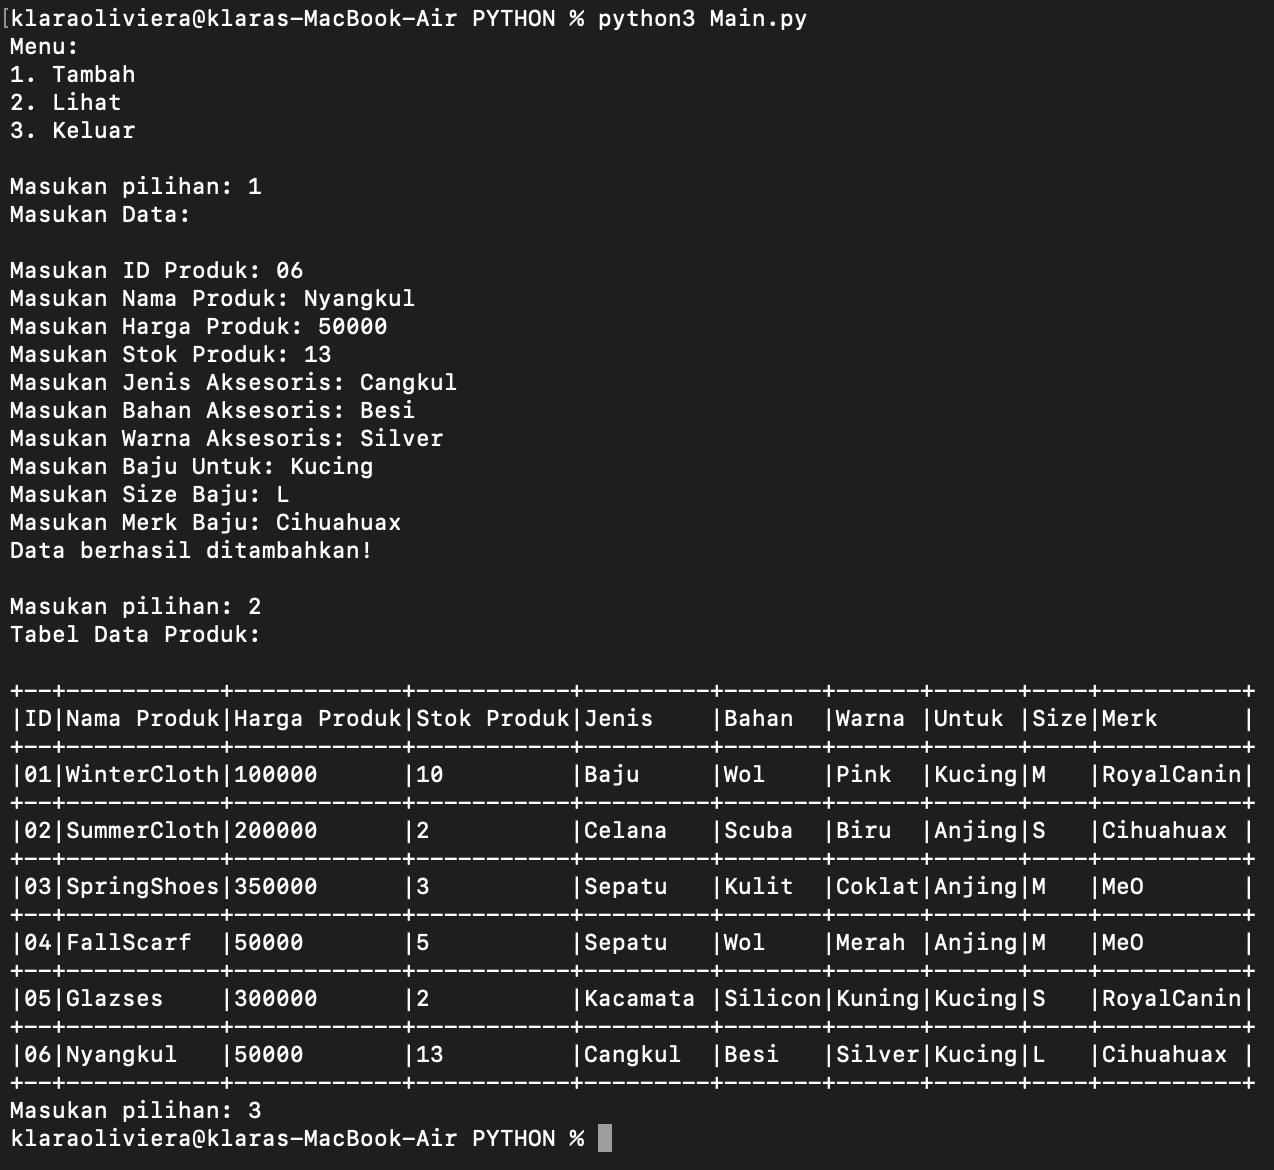 klaraoliviera@klaras-MacBook-Air PYTHON % python3 Main.py
Menu:
1. Tambah
2. Lihat
3. Keluar

Masukan pilihan: 1
Masukan Data:

Masukan ID Produk: 06
Masukan Nama Produk: Nyangkul
Masukan Harga Produk: 50000
Masukan Stok Produk: 13
Masukan Jenis Aksesoris: Cangkul
Masukan Bahan Aksesoris: Besi
Masukan Warna Aksesoris: Silver
Masukan Baju Untuk: Kucing
Masukan Size Baju: L
Masukan Merk Baju: Cihuahuax
Data berhasil ditambahkan!

Masukan pilihan: 2
Tabel Data Produk:

+--+-----------+------------+-----------+---------+-------+------+------+----+----------+
|ID|Nama Produk|Harga Produk|Stok Produk|Jenis    |Bahan  |Warna |Untuk |Size|Merk      |
+--+-----------+------------+-----------+---------+-------+------+------+----+----------+
|01|WinterCloth|100000      |10         |Baju     |Wol    |Pink  |Kucing|M   |RoyalCanin|
+--+-----------+------------+-----------+---------+-------+------+------+----+----------+
|02|SummerCloth|200000      |2          |Celana   |Scuba  |Biru  |Anjing|S   |Cihuahuax |
+--+-----------+------------+-----------+---------+-------+------+------+----+----------+
|03|SpringShoes|350000      |3          |Sepatu   |Kulit  |Coklat|Anjing|M   |MeO       |
+--+-----------+------------+-----------+---------+-------+------+------+----+----------+
|04|FallScarf  |50000       |5          |Sepatu   |Wol    |Merah |Anjing|M   |MeO       |
+--+-----------+------------+-----------+---------+-------+------+------+----+----------+
|05|Glazses    |300000      |2          |Kacamata |Silicon|Kuning|Kucing|S   |RoyalCanin|
+--+-----------+------------+-----------+---------+-------+------+------+----+----------+
|06|Nyangkul   |50000       |13         |Cangkul  |Besi   |Silver|Kucing|L   |Cihuahuax |
+--+-----------+------------+-----------+---------+-------+------+------+----+----------+
Masukan pilihan: 3
klaraoliviera@klaras-MacBook-Air PYTHON %